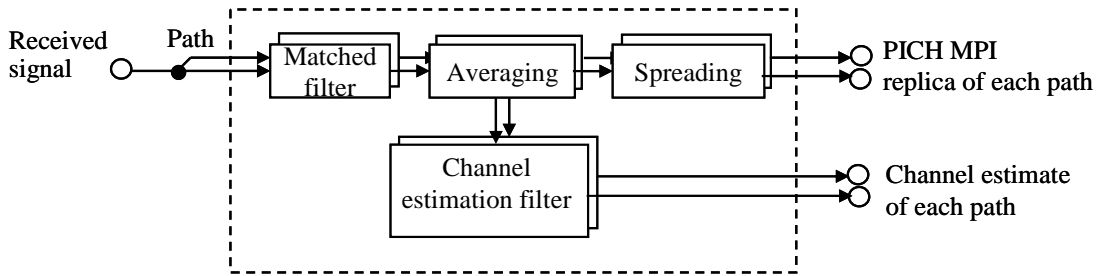 Received
signal
Path
Matched
filter
Averaging
Spreading
PICH MPI
replica of each path
Channel
estimation filter
Channel estimate
of each path